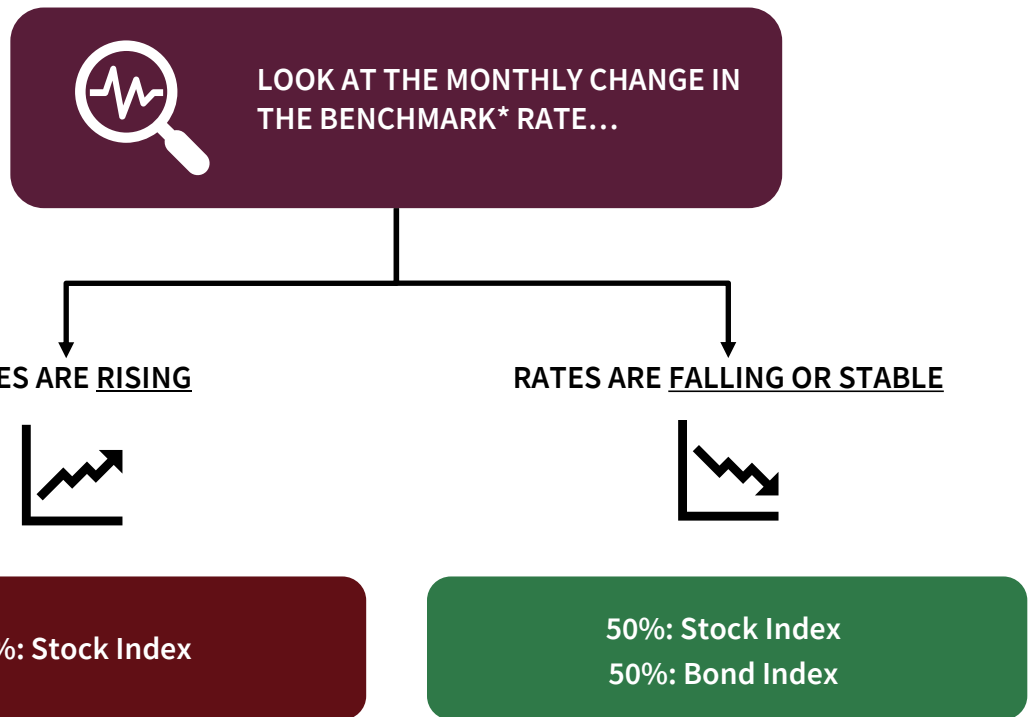 LOOK AT THE MONTHLY CHANGE IN
THE BENCHMARK* RATE…
ES ARE RISING
RATES ARE FALLING OR STABLE
%: Stock Index
50%: Stock Index
50%: Bond Index